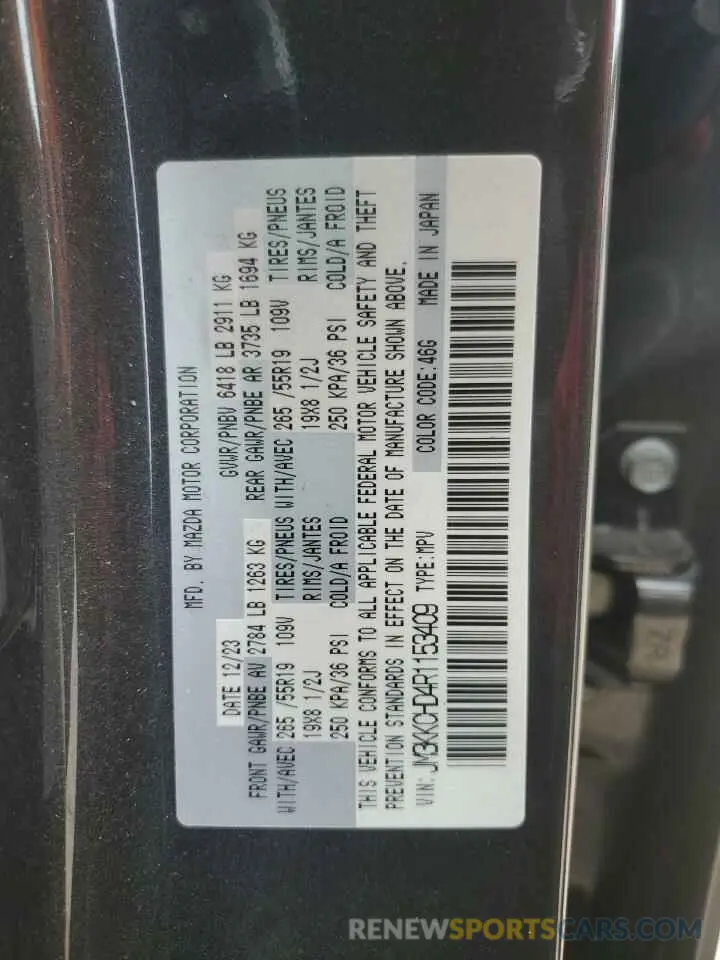 MFD. BY MAZDA MOTOR CORPORATION
DATE 12/23 GVWR/PNBV 6418 LB 2911 KG
FRONT GAWR/PNBE AV 2784 LB 1263 KG REAR GAWR/PNBE AR 3735 LB 1694 KG
WITH/AVEC 265 /55R19 109V TIRES/PNEUS WITH/AVEC 265 /55R19 109V TIRES/PNEUS
19X8 1/2J RIMS/JANTES 19X8 1/2J RIMS/JANTES
250 KPA/36 PSI COLD/A FROID 250 KPA/36 PSI COLD/A FROID
THIS VEHICLE CONFORMS TO ALL APPLICABLE FEDERAL MOTOR VEHICLE SAFETY AND THEFT
PREVENTION STANDARDS IN EFFECT ON THE DATE OF MANUFACTURE SHOWN ABOVE.
VIN: JM3KKCHD4R1153409 TYPE:MPV COLOR CODE:46G MADE IN JAPAN
RENEWSPORTSCARS.COM